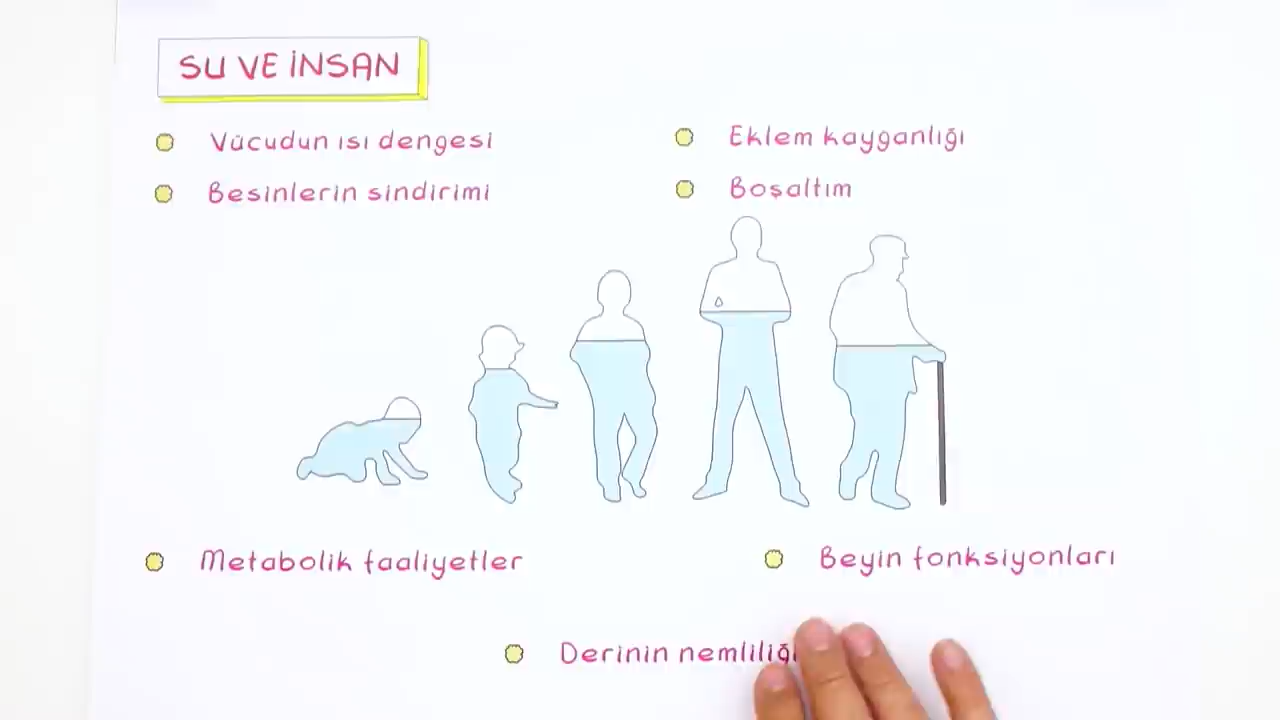 SU VE İNSAN
Vücudun ısı dengesi
Eklem kayganlığı
Besinlerin sindirimi
Boşaltım
Metabolik faaliyetler
Beyin fonksiyonları
Derinin nemliliği